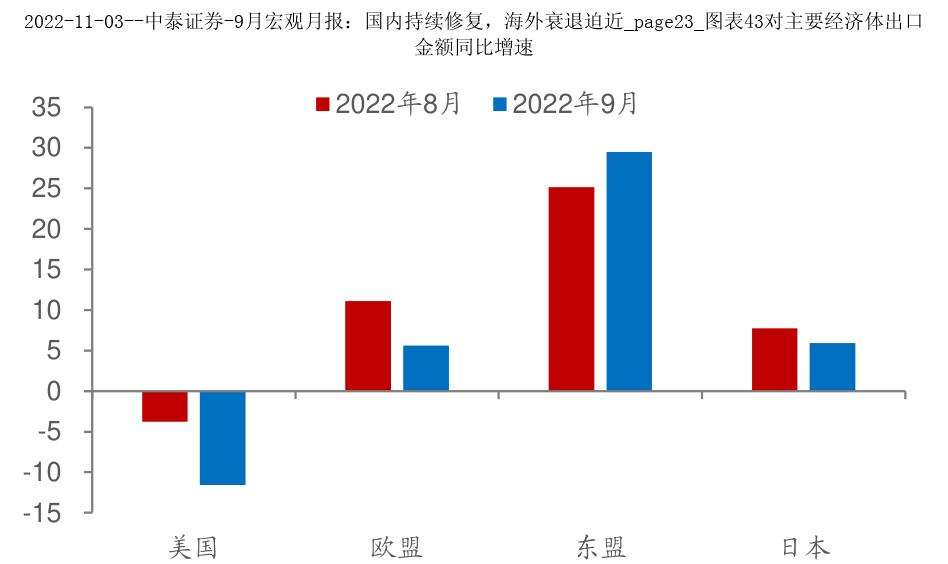 2022-11-03--中泰证券-9月宏观月报：国内持续修复，海外衰退迫近_page23_图表43对主要经济体出口
金额同比增速
2022年8月 2022年9月
35
30
25
20
15
10
5
0
-5
-10
-15
美国 欧盟 东盟 日本